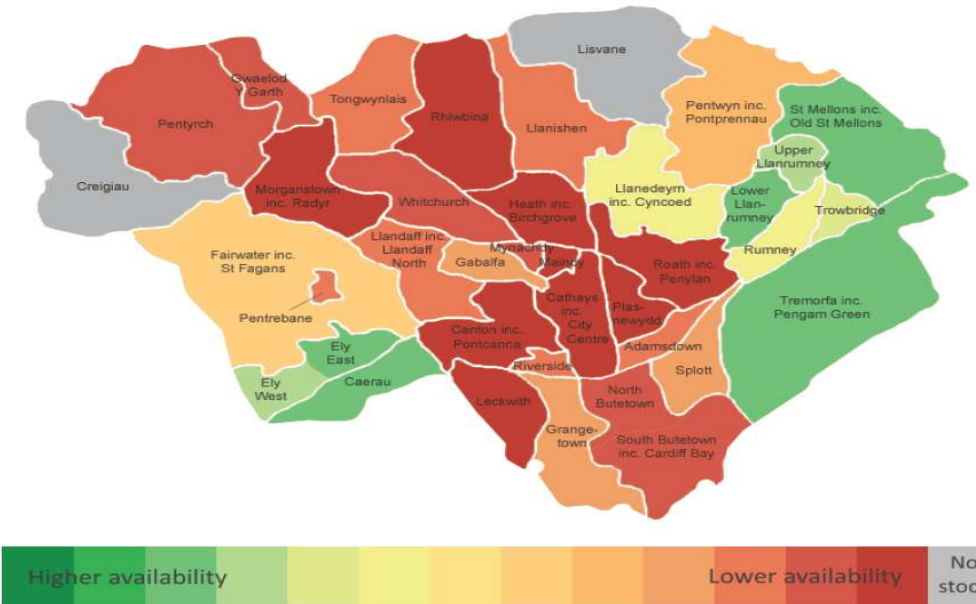 Lisvane
Gwaelod
Y Garth
Tongwynlais
Rhiwbina
Pentyrch
Llanishen
Pentwyn inc.
Pontprennau
St Mellons inc.
Old St Mellons
Upper
Llanrumney
Creigiau
Morganstown
inc. Radyr
Whitchurch
Heath inc.
Birchgrove
Llanedeyrn
inc. Cyncoed
Lower
Llan-
rumney
Trowbridge
Rumney
Fairwater inc.
St Fagans
Llandaff inc.
Llandaff
North
Gabalfa
Mynachdy
Maindy
Roath inc.
Penylan
Pentrebane
Cathays
inc.
City
Centre
Plas-
newydd
Tremorfa inc.
Pengam Green
Canton inc.
Pontcanna
Adamsdown
Ely
East
Riverside
Splott
Ely
West
Caerau
Leckwith
North
Butetown
Grange-
town
South Butetown
inc. Cardiff Bay
Higher availability
Lower availability
No